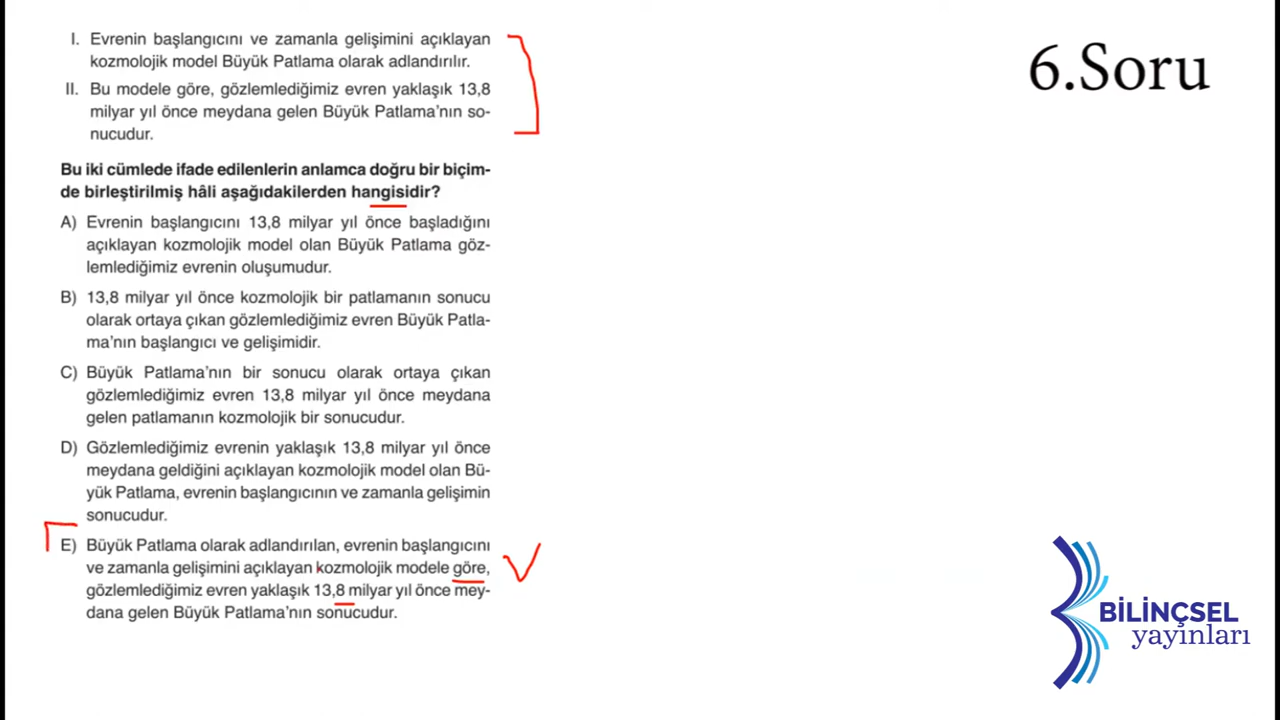 I. Evrenin başlangıcını ve zamanla gelişimini açıklayan
kozmolojik model Büyük Patlama olarak adlandırılır.
II. Bu modele göre, gözlemlediğimiz evren yaklaşık 13,8
milyar yıl önce meydana gelen Büyük Patlama’nın so-
nucudur.
Bu iki cümlede ifade edilenlerin anlamca doğru bir biçim-
de birleştirilmiş hâli aşağıdakilerden hangisidir?
A) Evrenin başlangıcını 13,8 milyar yıl önce başladığını
açıklayan kozmolojik model olan Büyük Patlama göz-
lemlediğimiz evrenin oluşumudur.
B) 13,8 milyar yıl önce kozmolojik bir patlamanın sonucu
olarak ortaya çıkan gözlemlediğimiz evren Büyük Patla-
ma’nın başlangıcı ve gelişimidir.
C) Büyük Patlama’nın bir sonucu olarak ortaya çıkan
gözlemlediğimiz evren 13,8 milyar yıl önce meydana
gelen patlamanın kozmolojik bir sonucudur.
D) Gözlemlediğimiz evrenin yaklaşık 13,8 milyar yıl önce
meydana geldiğini açıklayan kozmolojik model olan Bü-
yük Patlama, evrenin başlangıcının ve zamanla gelişimin
sonucudur.
E) Büyük Patlama olarak adlandırılan, evrenin başlangıcını
ve zamanla gelişimini açıklayan kozmolojik modele göre,
gözlemlediğimiz evren yaklaşık 13,8 milyar yıl önce mey-
dana gelen Büyük Patlama’nın sonucudur.
6.Soru
BİLİNÇSEL
yayınları